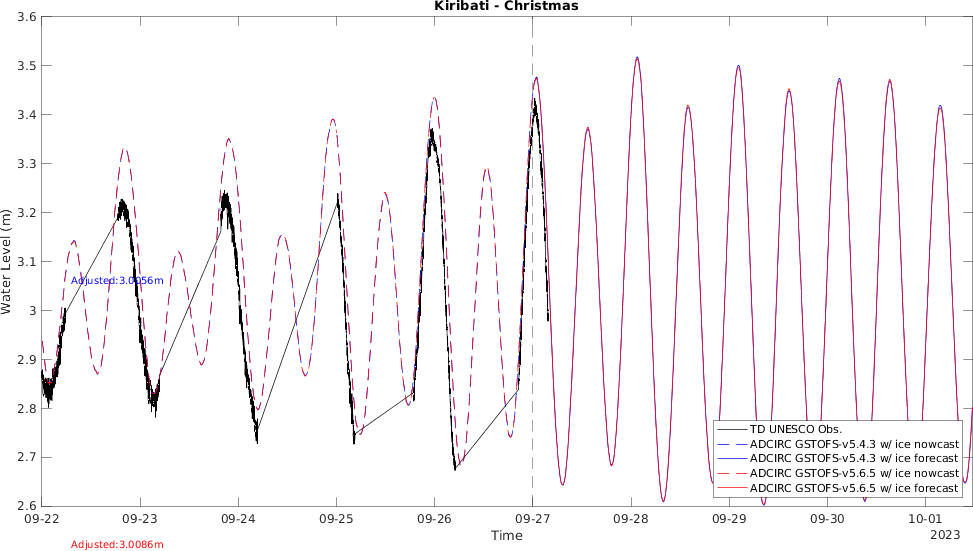 Kiribati - Christmas
3.6
3.5
3.4
3.3
3.2
3.1
3
2.9
2.8
2.7
2.6
Water Level (m)
Adjusted:3.0056m
TD UNESCO Obs.
ADCIRC GSTOFS-v5.4.3 w/ ice nowcast
ADCIRC GSTOFS-v5.4.3 w/ ice forecast
ADCIRC GSTOFS-v5.6.5 w/ ice nowcast
ADCIRC GSTOFS-v5.6.5 w/ ice forecast
09-22 09-23 09-24 09-25 09-26 09-27 09-28 09-29 09-30 10-01
2023
Time
Adjusted:3.0086m